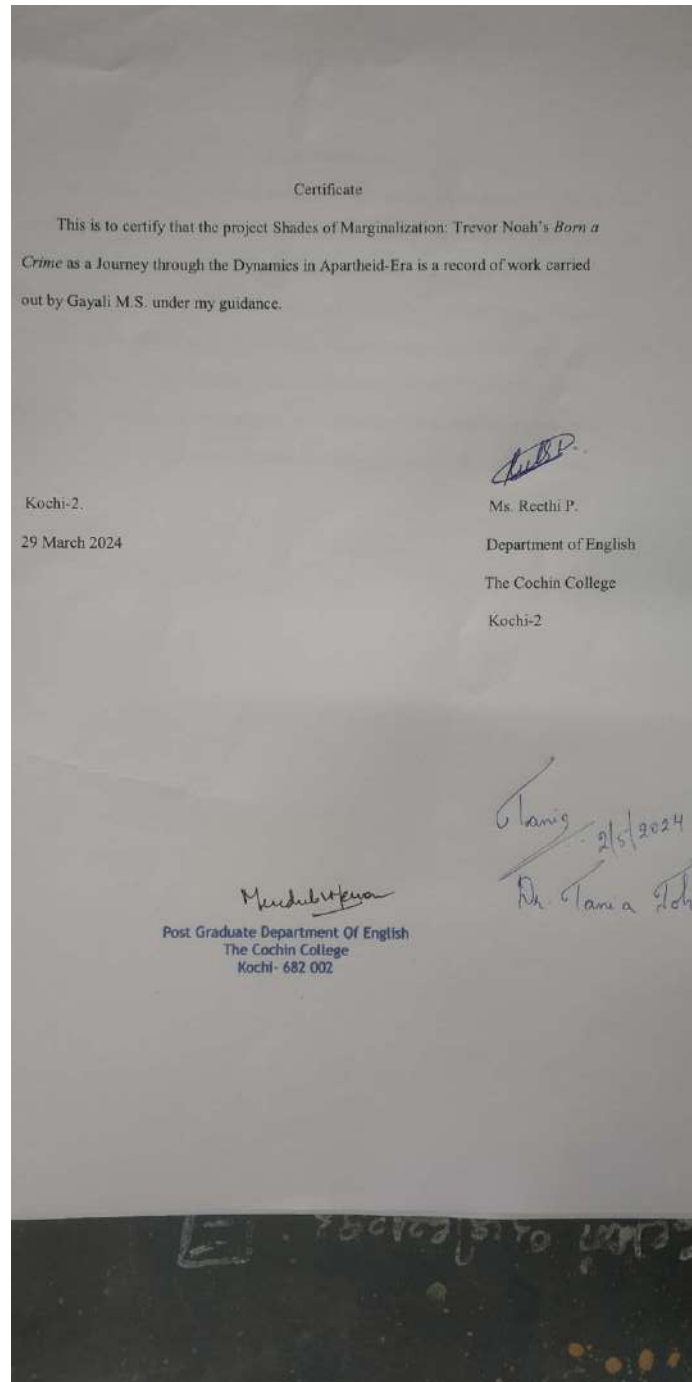 Certificate
This is to certify that the project Shades of Marginalization: Trevor Noah's Born a
Crime as a Journey through the Dynamics in Apartheid-Era is a record of work carried
out by Gayali M.S. under my guidance.
Kochi-2.
29 March 2024
Ms. Reethi P.
Department of English
The Cochin College
Kochi-2
Tania
2/5/2024
Dr. Tania
Post Graduate Department Of English
The Cochin College
Kochi- 682 002